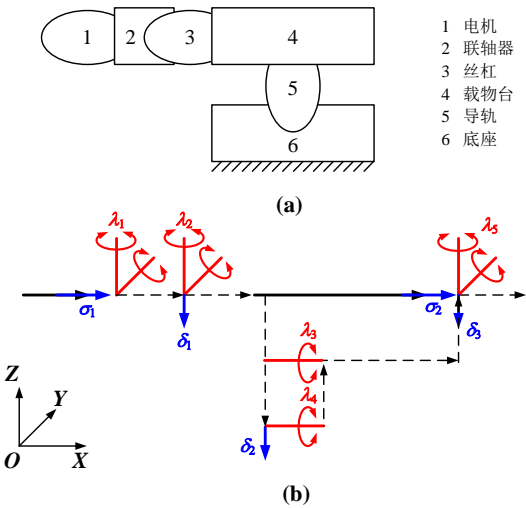 1 2 3 4
5
6
1 电机
2 联轴器
3 丝杠
4 载物台
5 导轨
6 底座
(a)
λ₁ λ₂ λ₅
σ₁ σ₂
δ₁ δ₃
λ₃
λ₄
δ₂
Z
Y
O X
(b)